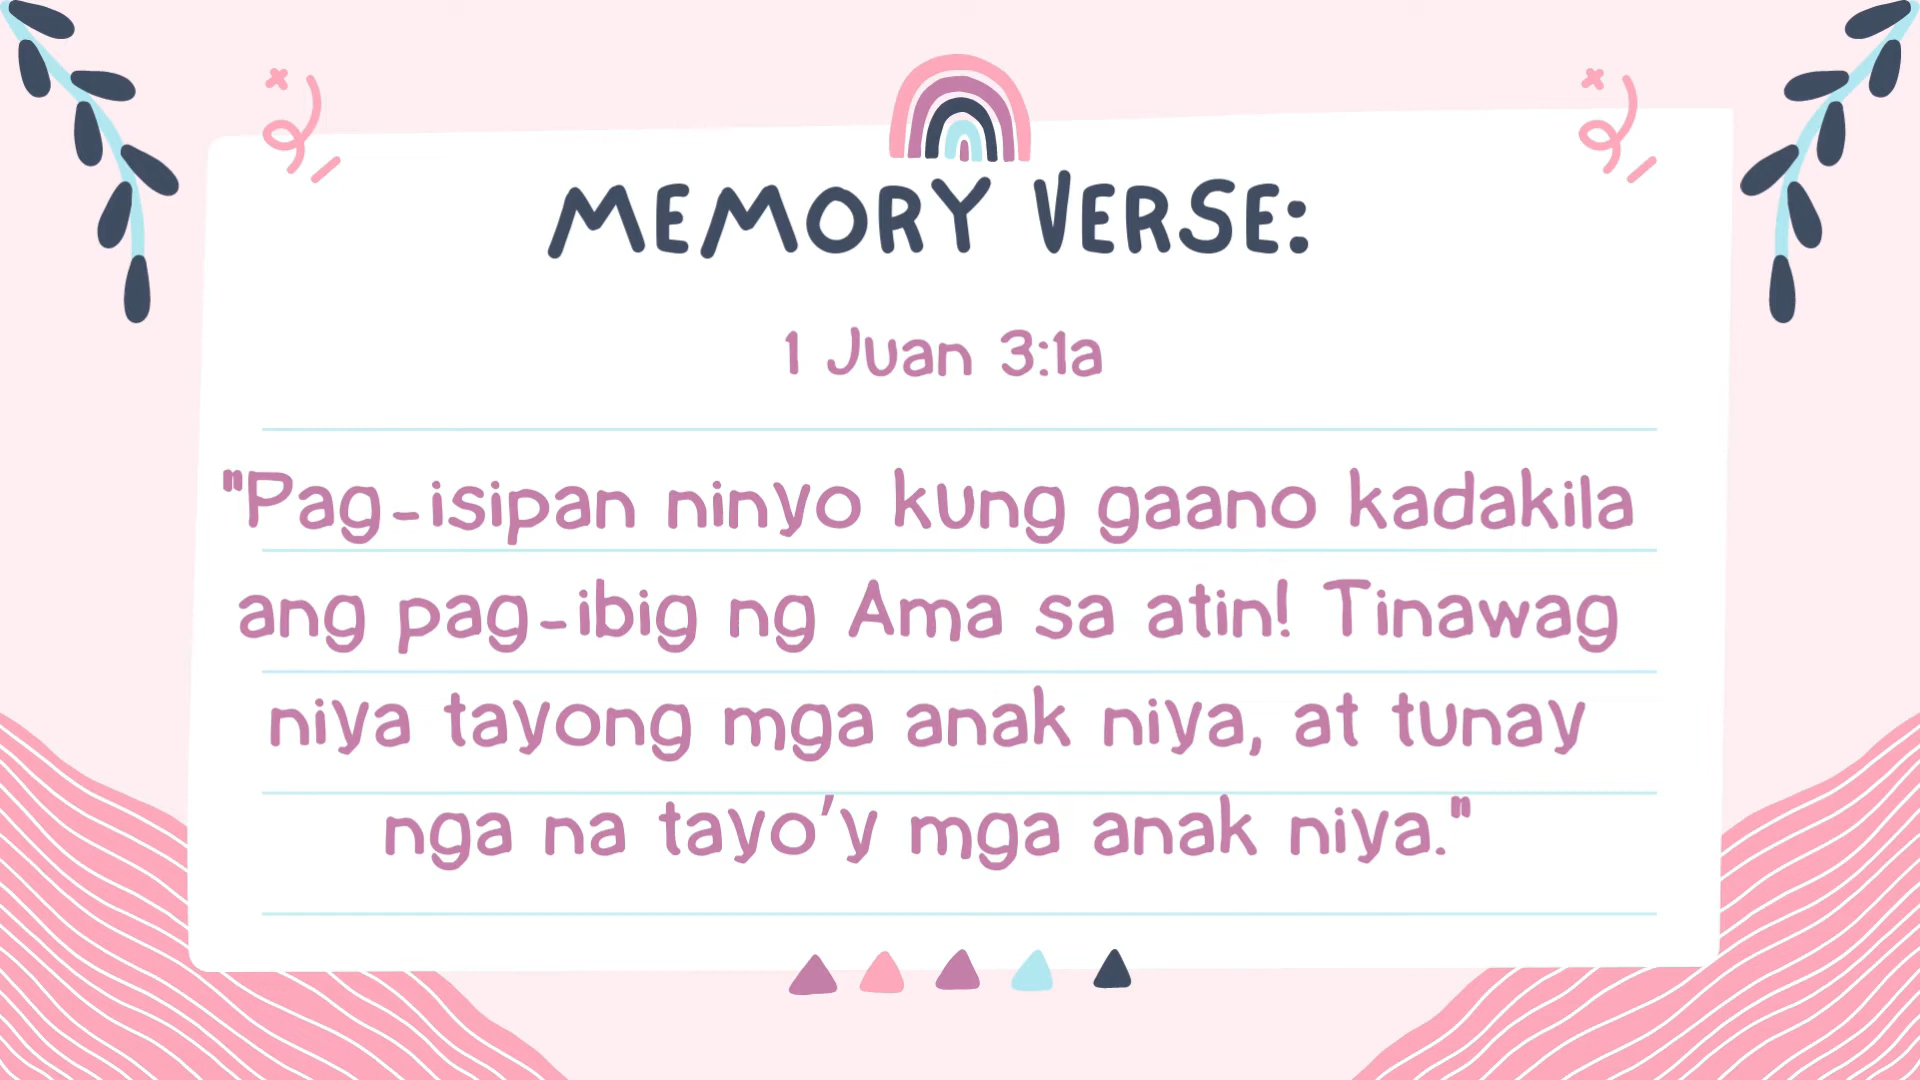 MEMORY VERSE:
1 Juan 3:1a
"Pag-isipan ninyo kung gaano kadakila
ang pag-ibig ng Ama sa atin! Tinawag
niya tayong mga anak niya, at tunay
nga na tayo'y mga anak niya."